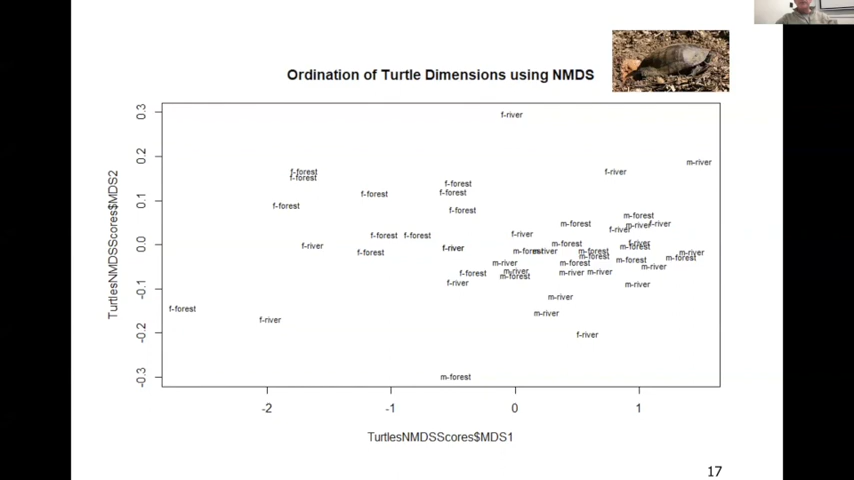 Ordination of Turtle Dimensions using NMDS
0.3
0.2
0.1
0.0
-0.1
-0.2
-0.3
TurtlesNMDSScores$MDS2
f-river
m-river
f-forest
f-river
f-forest
f-forest
f-forest
f-forest
f-forest
f-forest
m-forest
m-forest
m-river
f-river
f-river
f-forest
f-forest
f-river
f-river
f-river
m-forest
f-river
m-forest
f-forest
m-forest
m-river
m-forest
m-forest
m-river
m-forest
m-river
m-forest
m-forest
m-forest
m-river
f-forest
m-river
m-forest
m-river
m-river
f-river
m-river
m-river
f-forest
m-river
f-river
f-river
m-forest
-2
-1
0
1
TurtlesNMDSScores$MDS1
17